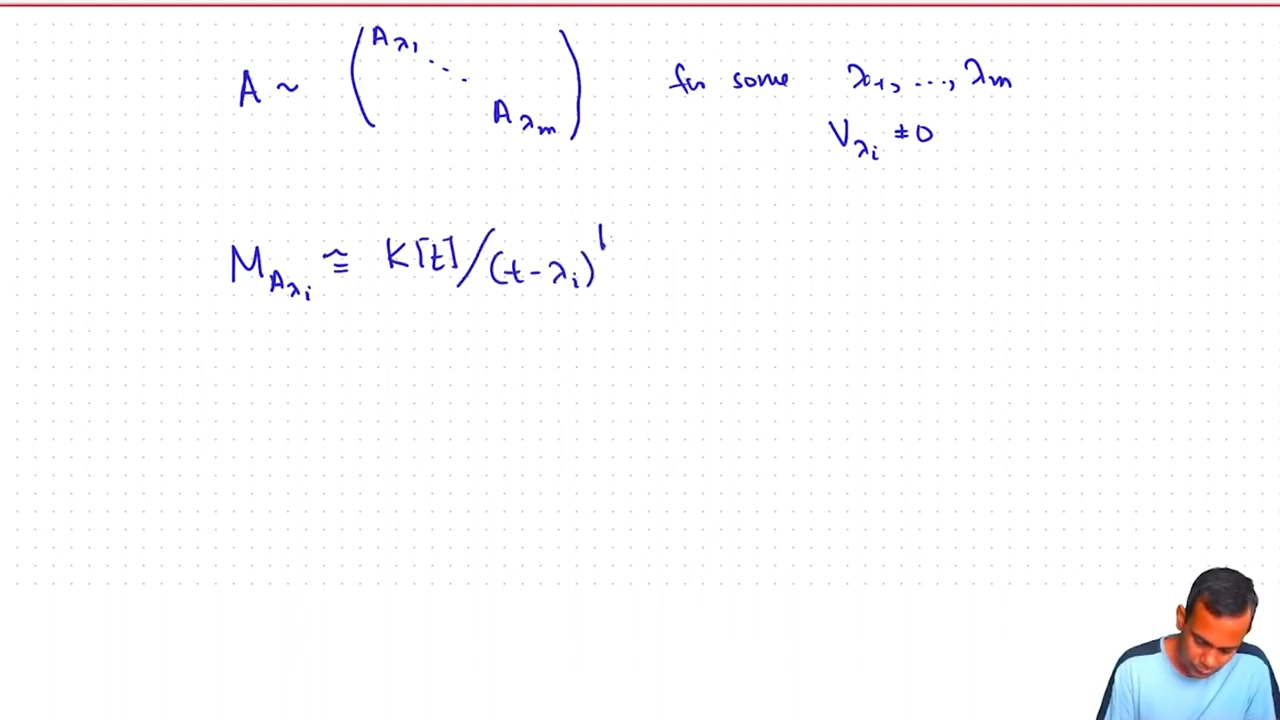 A ~ (A_{λ_1} ⋱ A_{λ_m}) for some λ_1, ..., λ_m
V_{λ_i} ≠ 0
M_{A_{λ_i}} ≅ K[t]/(t-λ_i)